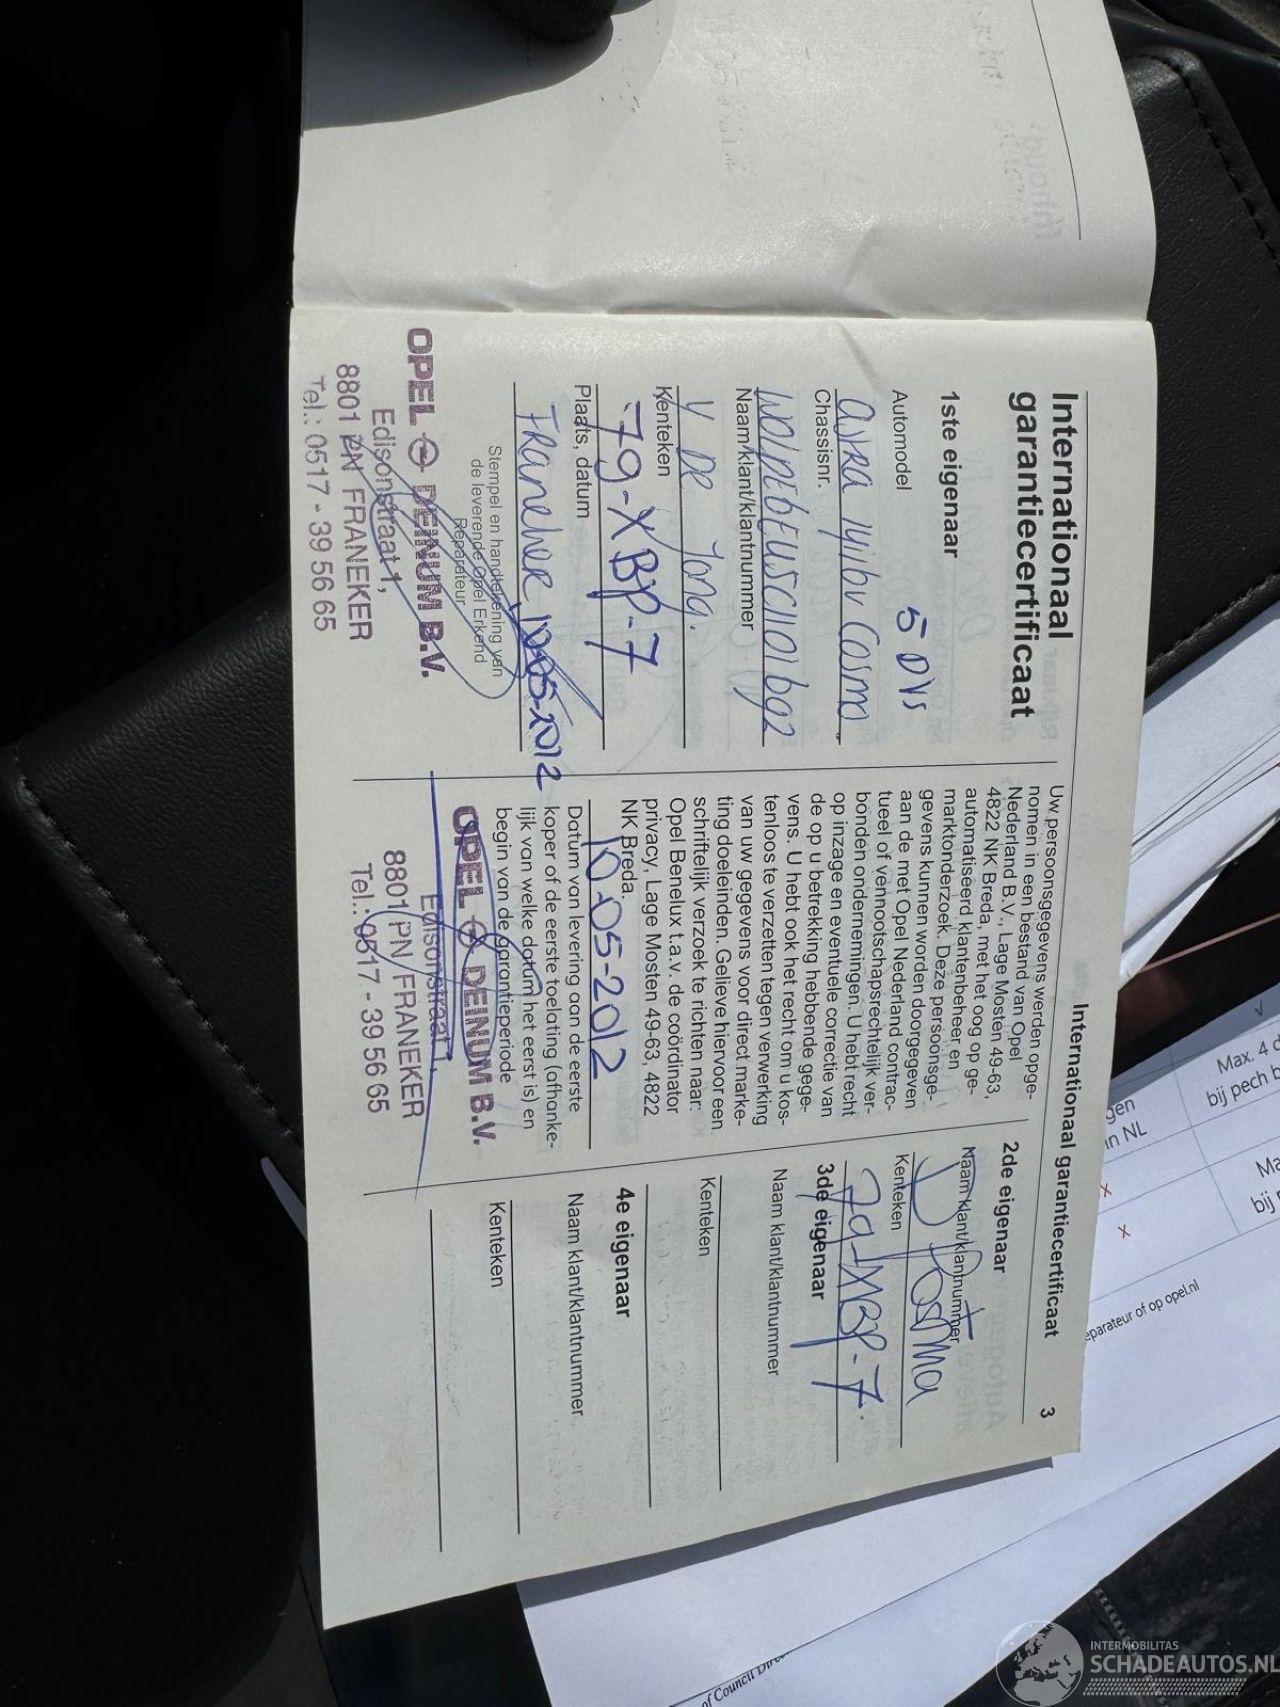 Internationaal
garantiecertificaat
1ste eigenaar
5 DVS
Automodel
Astra 1.4/16v Cosmo
Chassisnr.
Naam/klant/klantnummer
Y De Jong.
Kenteken
79-XBP-7
Plaats, datum
Franeker 10-05-2012
Stempel en handtekening van
de leverende Opel Erkend
Reparateur
OPEL DEINUM B.V.
Edisonstraat 1,
8801 PN FRANEKER
Tel.: 0517 - 39 56 65
Internationaal garantiecertificaat 3
Uw persoonsgegevens werden opge-
nomen in een bestand van Opel
Nederland B.V., Lage Mosten 49-63,
4822 NK Breda, met het oog op ge-
automatiseerd klantenbeheer en
marktonderzoek. Deze persoonsge-
gevens kunnen worden doorgegeven
aan de met Opel Nederland contrac-
tueel of vennootschapsrechtelijk ver-
bonden ondernemingen. U hebt recht
op inzage en eventuele correctie van
de op u betrekking hebbende gege-
vens. U hebt ook het recht om u kos-
tenloos te verzetten tegen verwerking
van uw gegevens voor direct marke-
ting doeleinden. Gelieve hiervoor een
schriftelijk verzoek te richten naar:
Opel Benelux t.a.v. de coördinator
privacy, Lage Mosten 49-63, 4822
NK Breda.
10-05-2012
Datum van levering aan de eerste
koper of de eerste toelating (afhanke-
lijk van welke datum het eerst is) en
begin van de garantieperiode
OPEL DEINUM B.V.
Edisonstraat 1,
8801 PN FRANEKER
Tel.: 0517 - 39 56 65
2de eigenaar
Naam klant/klantnummer
D Postma
Kenteken
79-XBP-7
3de eigenaar
Naam klant/klantnummer
Kenteken
4e eigenaar
Naam klant/klantnummer
Kenteken
Max. 4 d
bij pech b
gen
in NL
Ma
bij
x
x
eparateur of op opel.nl
of Council Dire
INTERMOBILITAS
SCHADEAUTOS.NL